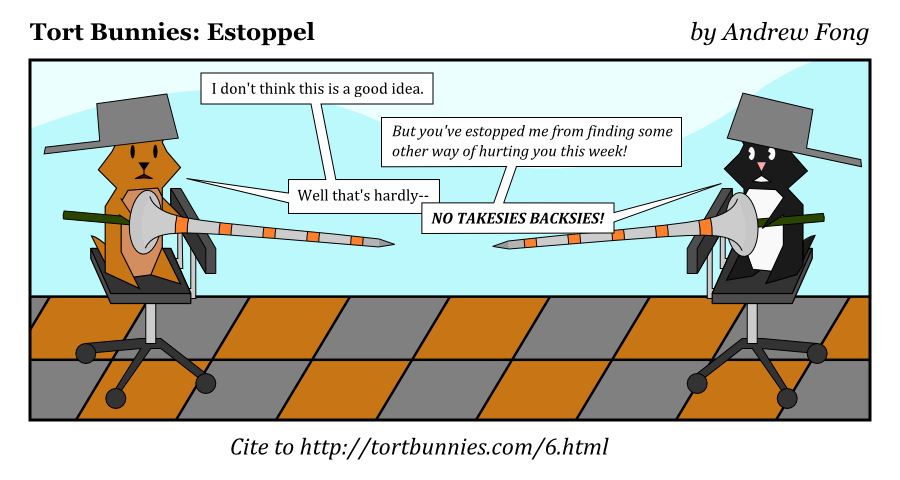 Tort Bunnies: Estoppel
by Andrew Fong
I don't think this is a good idea.
But you've estopped me from finding some
other way of hurting you this week!
Well that's hardly--
NO TAKESIES BACKSIES!
Cite to http://tortbunnies.com/6.html